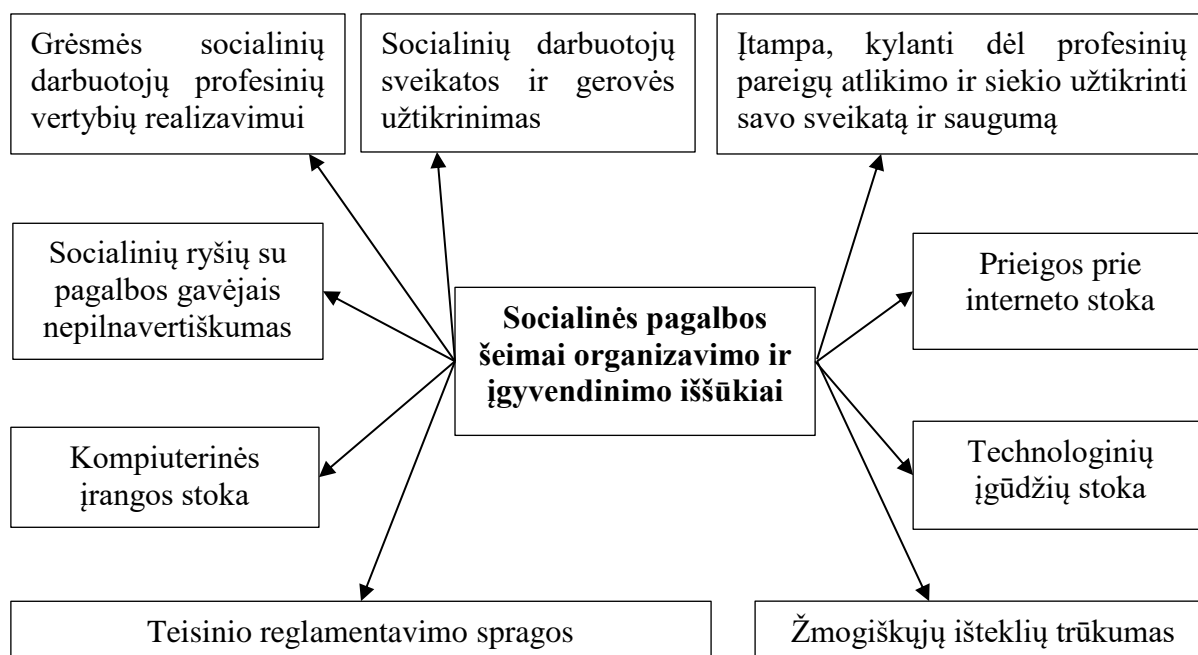 Grėsmės socialinių
darbuotojų profesinių
vertybių realizavimui
Socialinių darbuotojų
sveikatos ir gerovės
užtikrinimas
Įtampa, kylanti dėl profesinių
pareigų atlikimo ir siekio užtikrinti
savo sveikatą ir saugumą
Socialinių ryšių su
pagalbos gavėjais
nepilnavertiškumas
Prieigos prie
interneto stoka
Socialinės pagalbos
šeimai organizavimo ir
įgyvendinimo iššūkiai
Kompiuterinės
įrangos stoka
Technologinių
įgūdžių stoka
Teisinio reglamentavimo spragos
Žmogiškųjų išteklių trūkumas